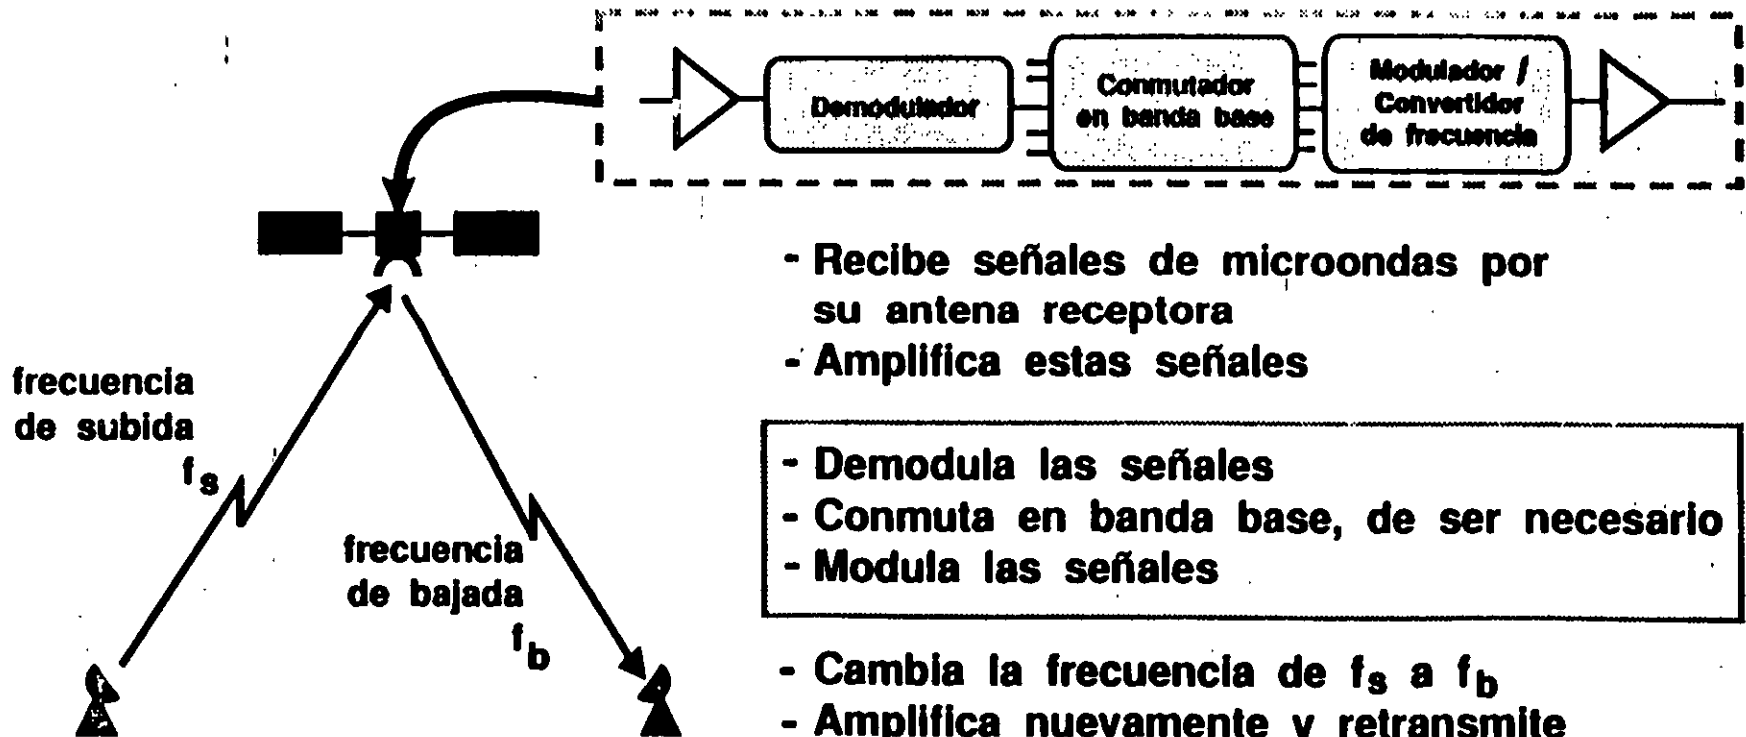 Demodulador
Conmutador
en banda base
Modulador /
Convertidor
de frecuencia
- Recibe señales de microondas por
su antena receptora
- Amplifica estas señales
frecuencia
de subida
fs
- Demodula las señales
- Conmuta en banda base, de ser necesario
- Modula las señales
frecuencia
de bajada
fb
- Cambia la frecuencia de fs a fb
- Amplifica nuevamente y retransmite